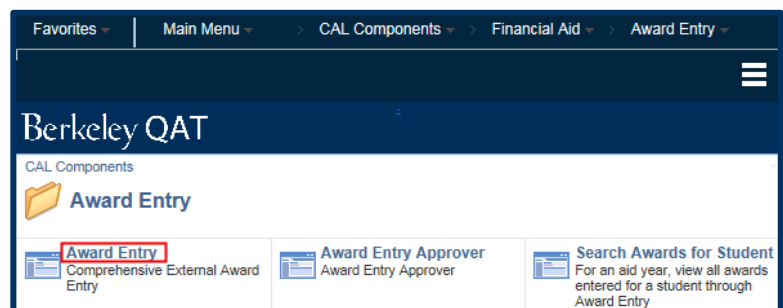 Favorites Main Menu > CAL Components > Financial Aid > Award Entry
Berkeley QAT
CAL Components
Award Entry
Award Entry
Comprehensive External Award
Entry
Award Entry Approver
Award Entry Approver
Search Awards for Student
For an aid year, view all awards
entered for a student through
Award Entry